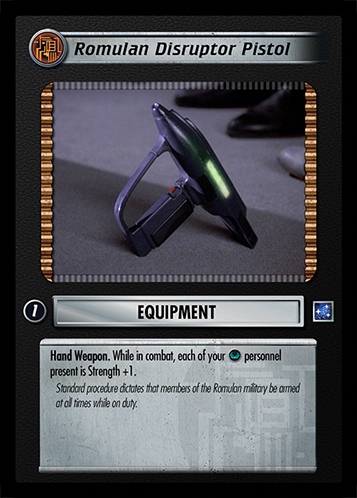 Romulan Disruptor Pistol
1
EQUIPMENT
Hand Weapon. While in combat, each of your personnel
present is Strength +1.
Standard procedure dictates that members of the Romulan military be armed
at all times while on duty.